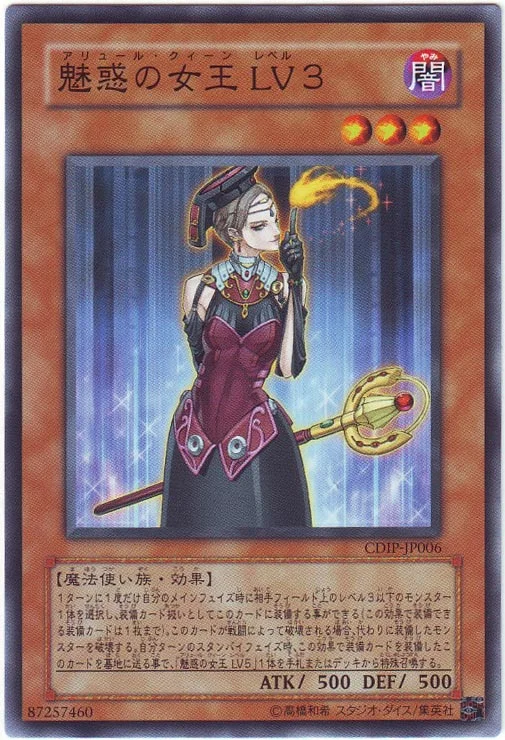 アリュール・クィーン レベル
魅惑の女王 LV3
やみ
闇
CDIP-JP006
【魔法使い族・効果】
1ターンに1度だけ自分のメインフェイズ時に相手フィールド上のレベル3以下のモンスター
1体を選択し、装備カード扱いとしてこのカードに装備する事ができる(この効果で装備でき
る装備カードは1枚まで)。このカードが戦闘によって破壊される場合、代わりに装備したモン
スターを破壊する。自分ターンのスタンバイフェイズ時、この効果で装備カードを装備した
このカードを墓地に送る事で、「魅惑の女王 LV5」1体を手札またはデッキから特殊召喚する。
ATK/ 500 DEF/ 500
87257460
©高橋和希 スタジオ・ダイス/集英社